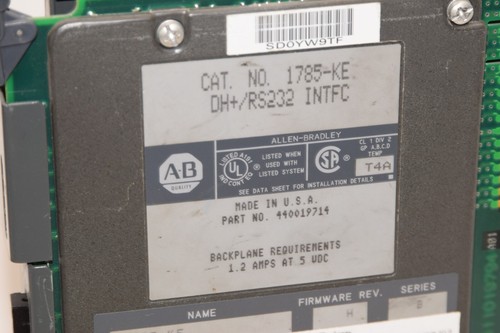 SD0YW9TF
CAT. NO. 1785-KE
DH+/RS232 INTFC
ALLEN-BRADLEY
A-B
QUALITY
UL
LISTED WHEN
USED WITH
LISTED SYSTEM
CL 1 DIV 2
GP A,B,C,D
TEMP
T4A
SEE DATA SHEET FOR INSTALLATION DETAILS
MADE IN U.S.A.
PART NO. 440019714
BACKPLANE REQUIREMENTS
1.2 AMPS AT 5 VDC
NAME
FIRMWARE REV.
SERIES
H
B